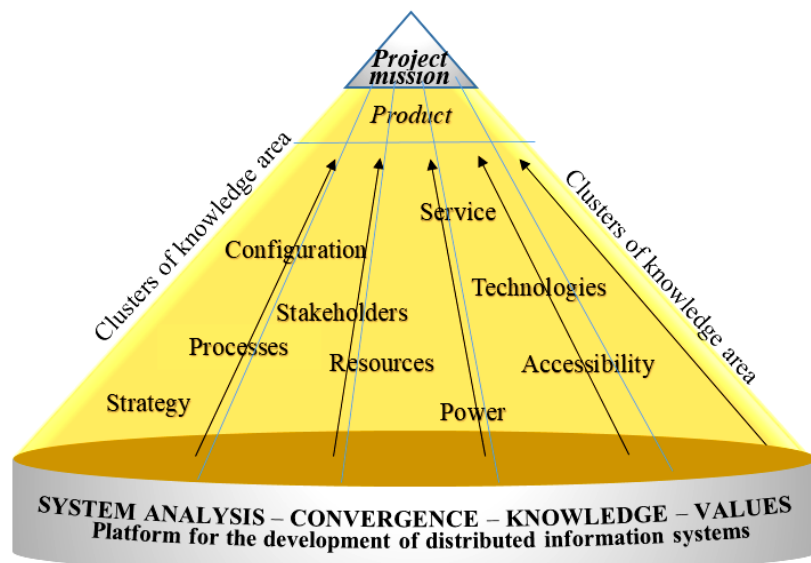 Project
mission
Product
Clusters of knowledge area
Clusters of knowledge area
Service
Configuration
Technologies
Stakeholders
Processes
Resources
Accessibility
Strategy
Power
SYSTEM ANALYSIS – CONVERGENCE – KNOWLEDGE – VALUES
Platform for the development of distributed information systems